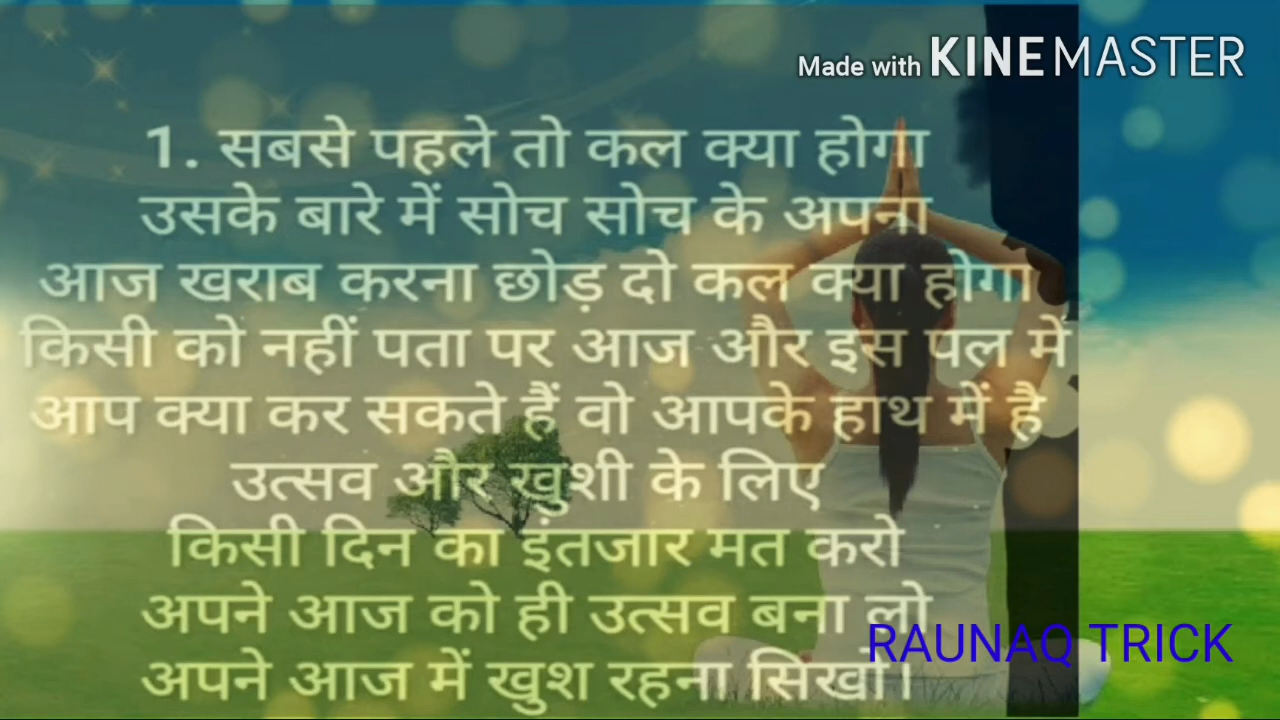 Made with KINEMASTER
1. सबसे पहले तो कल क्या होगा
उसके बारे में सोच सोच के अपना
आज खराब करना छोड़ दो कल क्या होगा
किसी को नहीं पता पर आज और इस पल में
आप क्या कर सकते हैं वो आपके हाथ में है
उत्सव और खुशी के लिए
किसी दिन का इंतजार मत करो
अपने आज को ही उत्सव बना लो
RAUNAQ TRICK
अपने आज में खुश रहना सिखो।